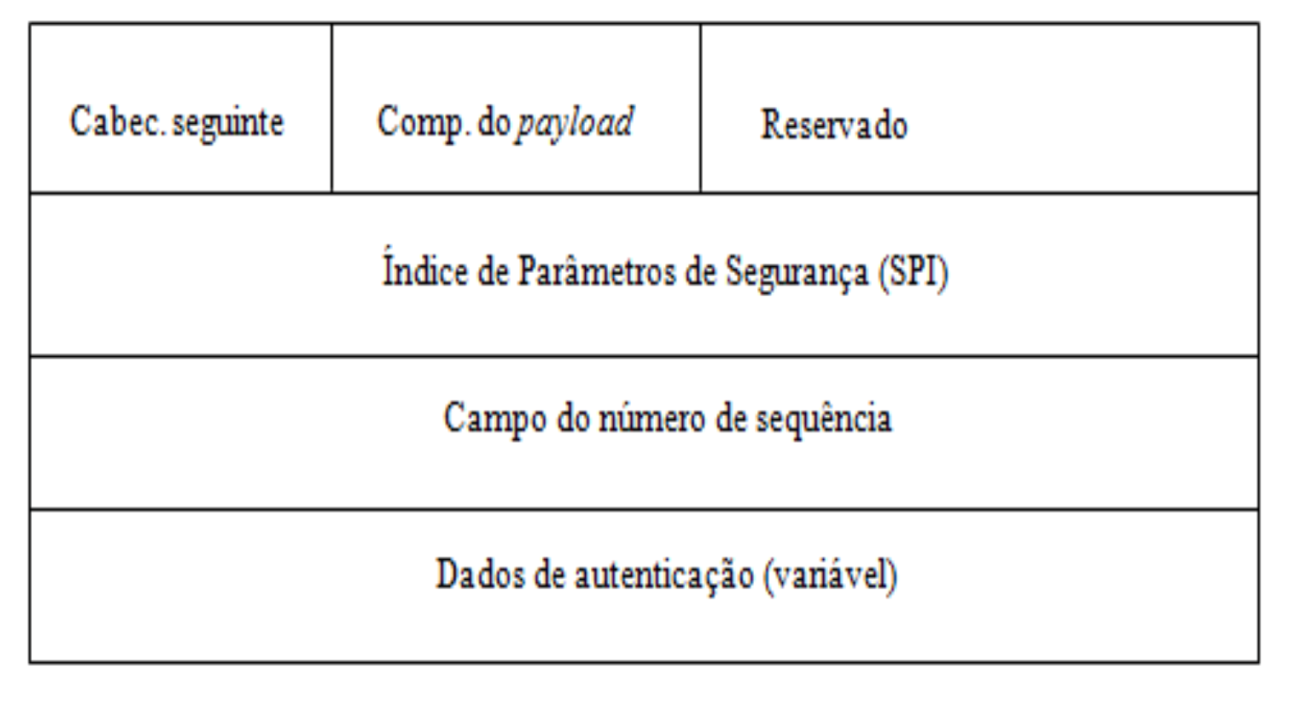 Cabec. seguinte
Comp. do payload
Reservado
Índice de Parâmetros de Segurança (SPI)
Campo do número de sequência
Dados de autenticação (variável)